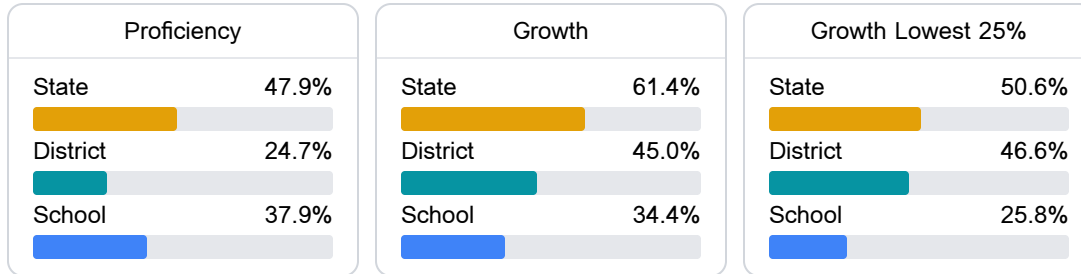 Proficiency
State 47.9%
District 24.7%
School 37.9%
Growth
State 61.4%
District 45.0%
School 34.4%
Growth Lowest 25%
State 50.6%
District 46.6%
School 25.8%